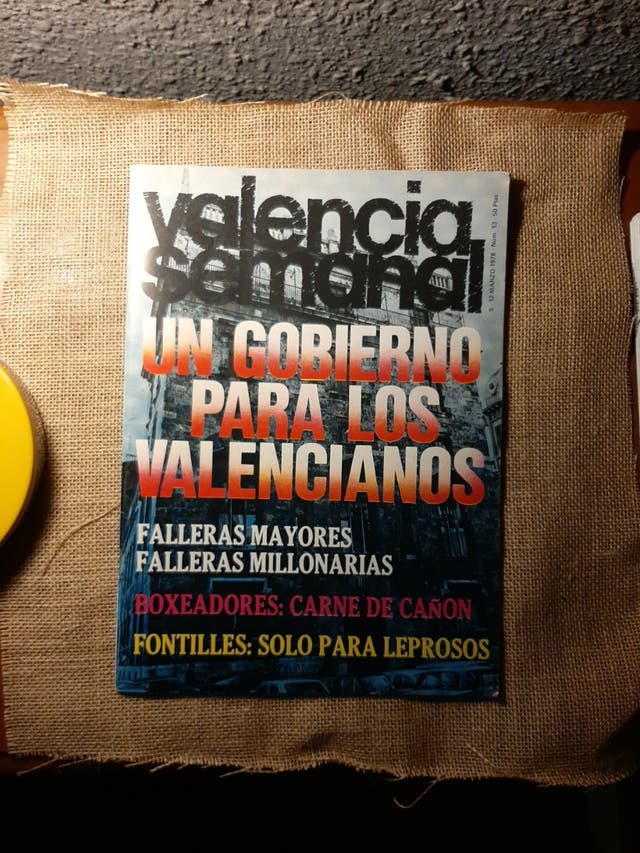 valencia
semanal
5 12 MARZO 1978 · Núm. 13 · 50 Ptas.
UN GOBIERNO
PARA LOS
VALENCIANOS
FALLERAS MAYORES
FALLERAS MILLONARIAS
BOXEADORES: CARNE DE CAÑON
FONTILLES: SOLO PARA LEPROSOS